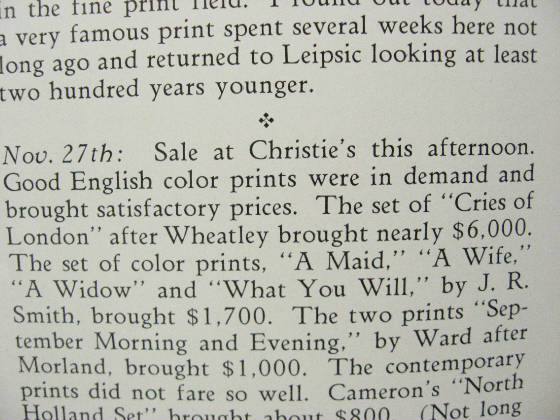 in the fine print field. I found out today that
a very famous print spent several weeks here not
long ago and returned to Leipsic looking at least
two hundred years younger.
Nov. 27th: Sale at Christie's this afternoon.
Good English color prints were in demand and
brought satisfactory prices. The set of "Cries of
London" after Wheatley brought nearly $6,000.
The set of color prints, "A Maid," "A Wife,"
"A Widow" and "What You Will," by J. R.
Smith, brought $1,700. The two prints "Sep-
tember Morning and Evening," by Ward after
Morland, brought $1,000. The contemporary
prints did not fare so well. Cameron's "North
Holland Set" brought about $800. (Not long